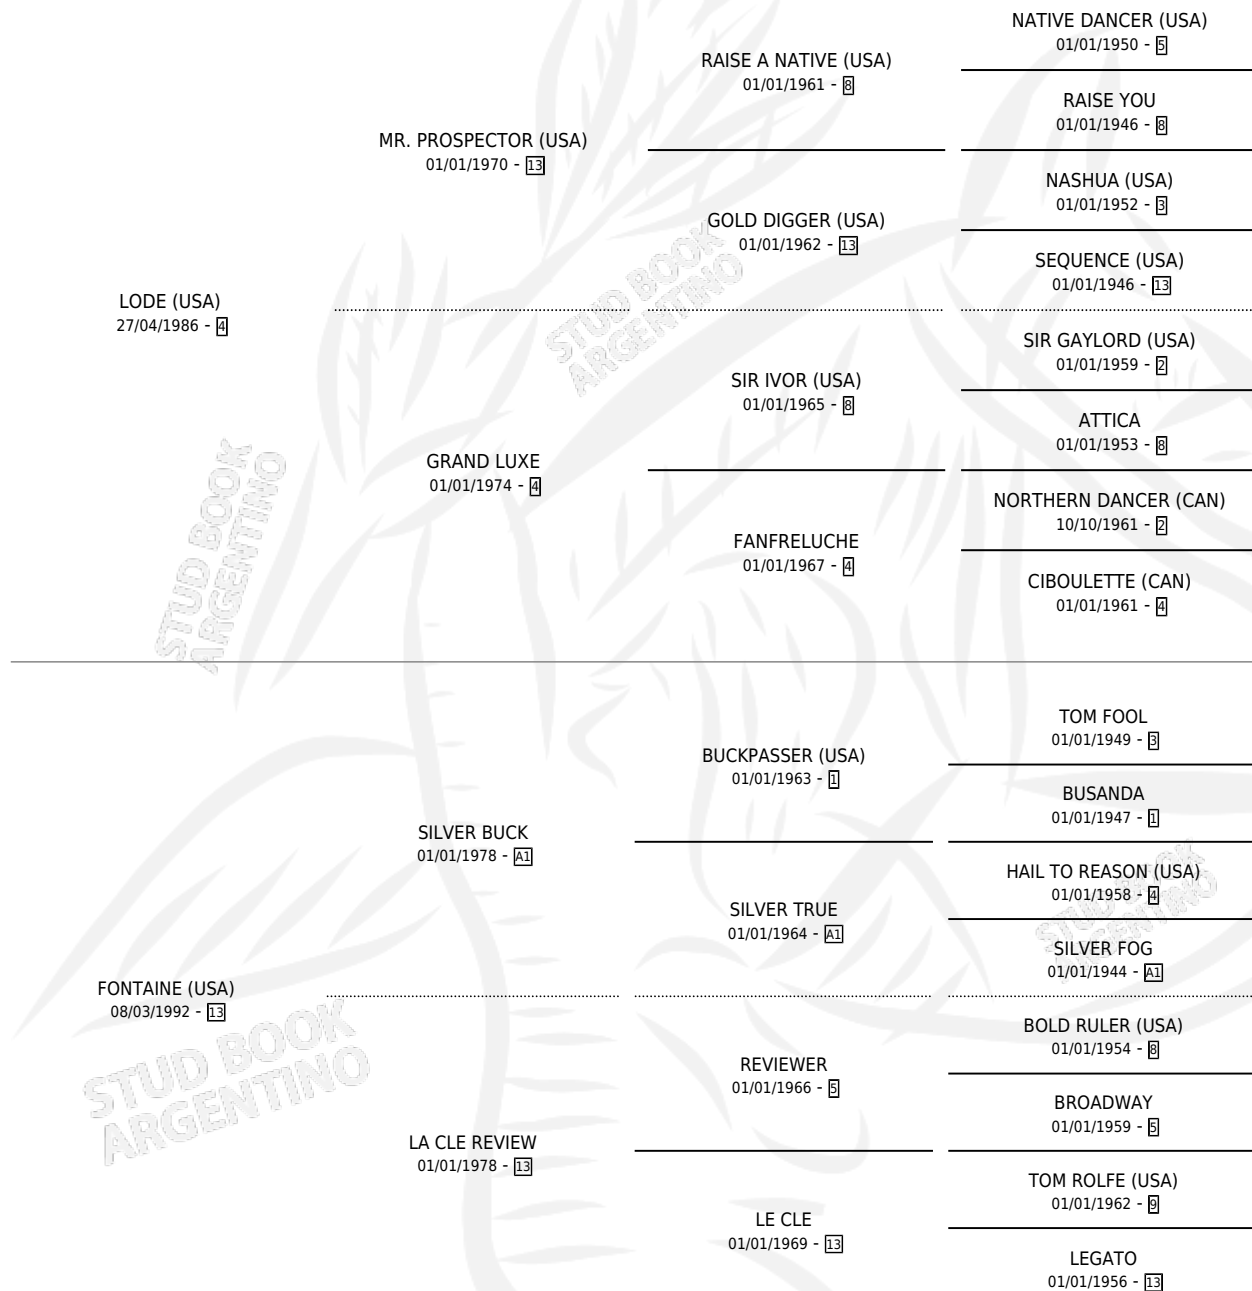 NATIVE DANCER (USA)
01/01/1950 - 5
RAISE A NATIVE (USA)
01/01/1961 - 8
RAISE YOU
01/01/1946 - 8
MR. PROSPECTOR (USA)
01/01/1970 - 13
NASHUA (USA)
01/01/1952 - 3
GOLD DIGGER (USA)
01/01/1962 - 13
SEQUENCE (USA)
01/01/1946 - 13
LODE (USA)
27/04/1986 - 4
SIR GAYLORD (USA)
01/01/1959 - 2
SIR IVOR (USA)
01/01/1965 - 8
ATTICA
01/01/1953 - 8
GRAND LUXE
01/01/1974 - 4
NORTHERN DANCER (CAN)
10/10/1961 - 2
FANFRELUCHE
01/01/1967 - 4
CIBOULETTE (CAN)
01/01/1961 - 4
TOM FOOL
01/01/1949 - 3
BUCKPASSER (USA)
01/01/1963 - 1
BUSANDA
01/01/1947 - 1
SILVER BUCK
01/01/1978 - A1
HAIL TO REASON (USA)
01/01/1958 - 4
SILVER TRUE
01/01/1964 - A1
SILVER FOG
01/01/1944 - A1
FONTAINE (USA)
08/03/1992 - 13
BOLD RULER (USA)
01/01/1954 - 8
REVIEWER
01/01/1966 - 5
BROADWAY
01/01/1959 - 5
LA CLE REVIEW
01/01/1978 - 13
TOM ROLFE (USA)
01/01/1962 - 9
LE CLE
01/01/1969 - 13
LEGATO
01/01/1956 - 13
STUD BOOK
ARGENTINO
STUD BOOK
ARGENTINO
STUD BOOK
ARGENTINO
STUD BOOK
ARGENTINO